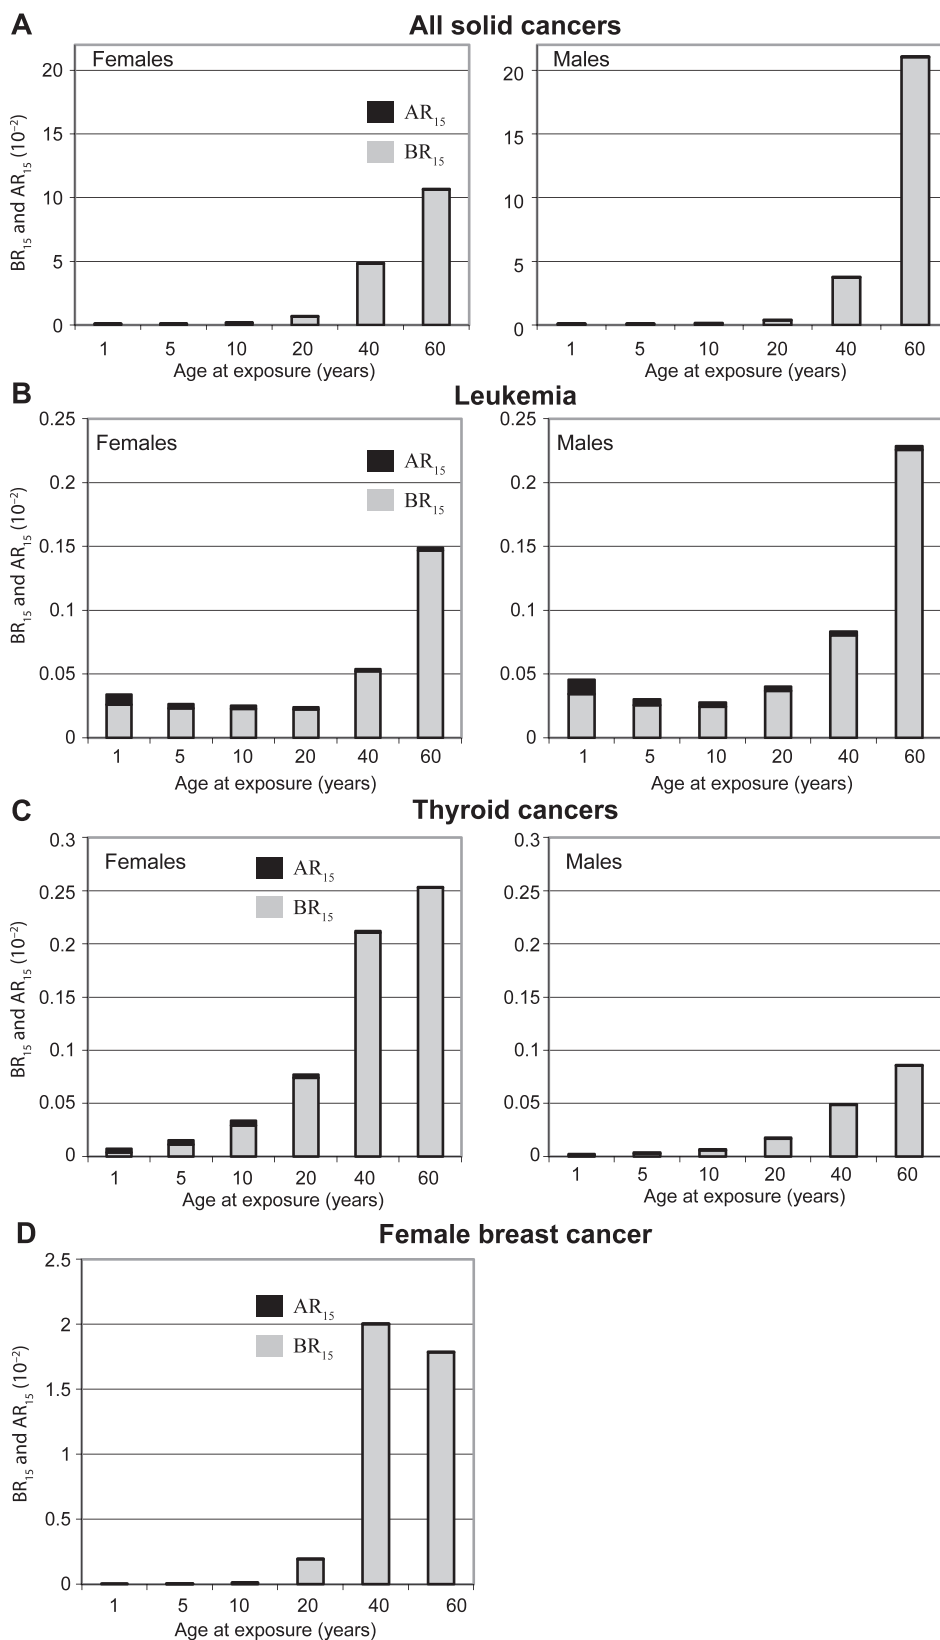 A All solid cancers
Females
AR15
BR15
20
15
10
5
0
BR15 and AR15 (10−2)
1 5 10 20 40 60
Age at exposure (years)
Males
20
15
10
5
0
1 5 10 20 40 60
Age at exposure (years)
B Leukemia
Females
AR15
BR15
0.25
0.2
0.15
0.1
0.05
0
BR15 and AR15 (10−2)
1 5 10 20 40 60
Age at exposure (years)
Males
0.25
0.2
0.15
0.1
0.05
0
1 5 10 20 40 60
Age at exposure (years)
C Thyroid cancers
Females
AR15
BR15
0.3
0.25
0.2
0.15
0.1
0.05
0
BR15 and AR15 (10−2)
1 5 10 20 40 60
Age at exposure (years)
Males
0.3
0.25
0.2
0.15
0.1
0.05
0
1 5 10 20 40 60
Age at exposure (years)
D Female breast cancer
AR15
BR15
2.5
2
1.5
1
0.5
0
BR15 and AR15 (10−2)
1 5 10 20 40 60
Age at exposure (years)